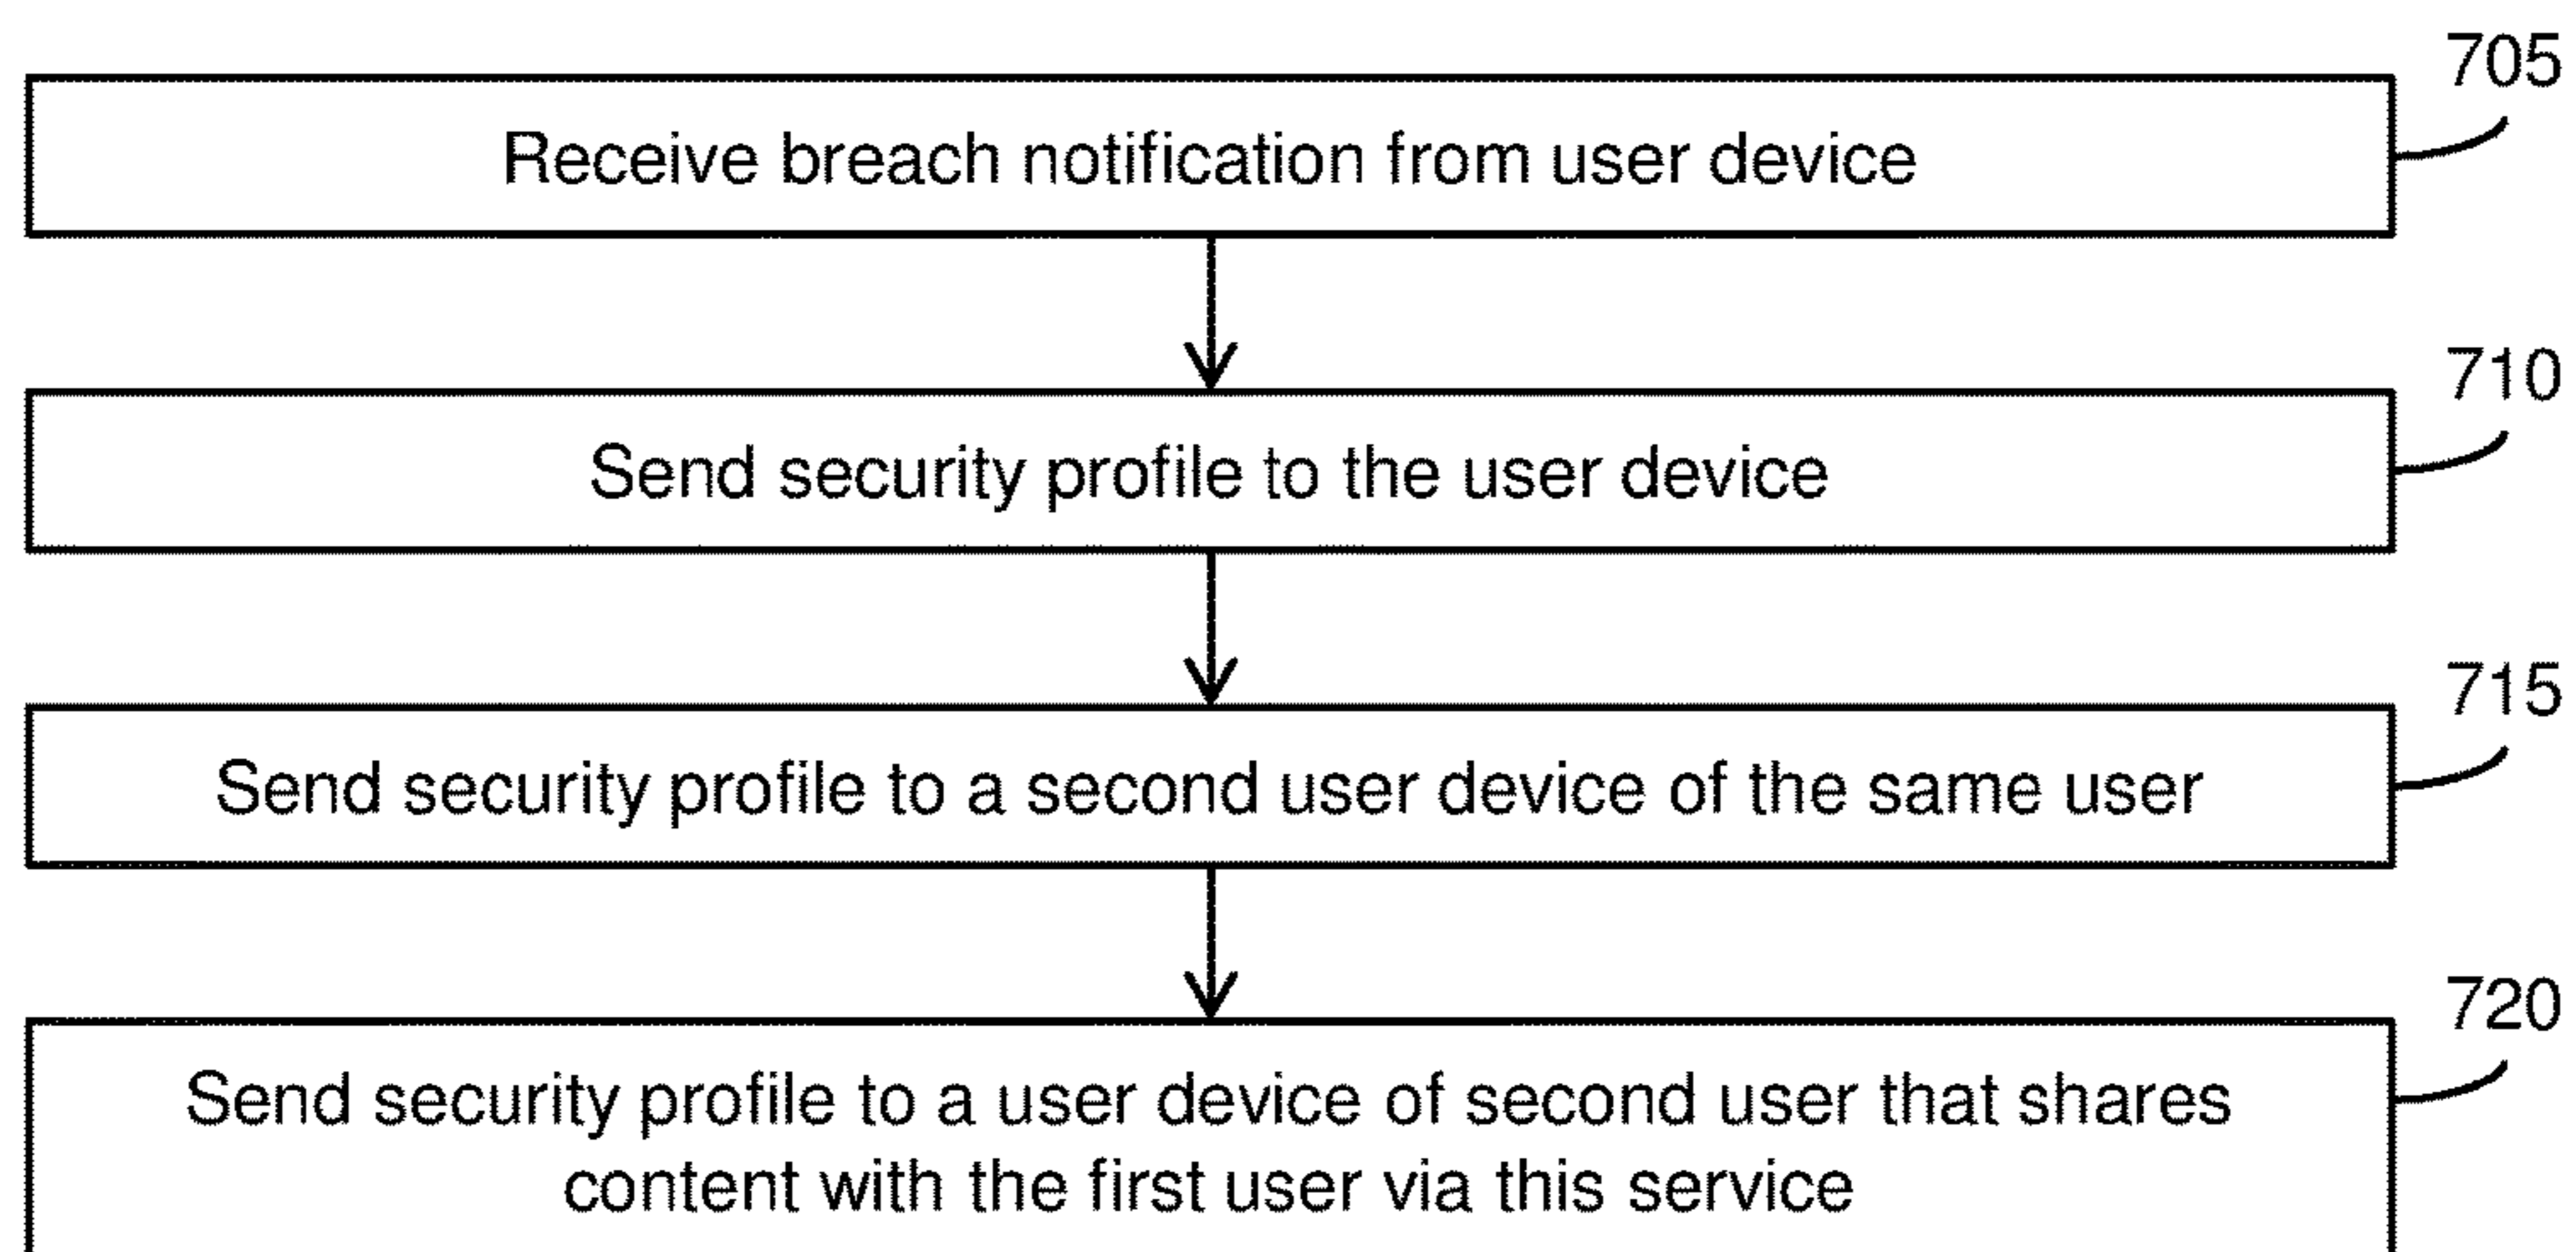 705
Receive breach notification from user device
710
Send security profile to the user device
715
Send security profile to a second user device of the same user
720
Send security profile to a user device of second user that shares
content with the first user via this service